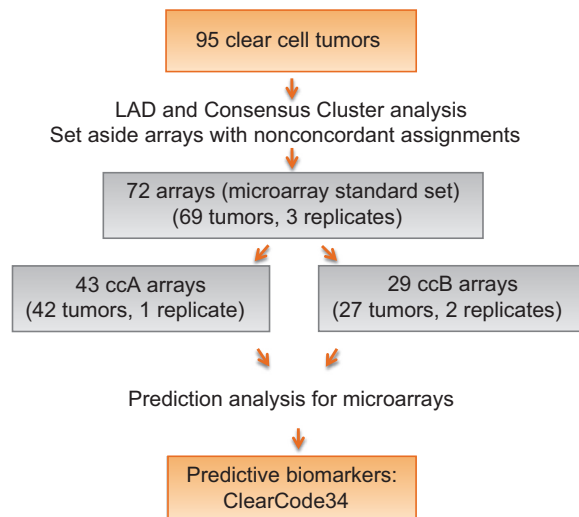 95 clear cell tumors
LAD and Consensus Cluster analysis
Set aside arrays with nonconcordant assignments
72 arrays (microarray standard set)
(69 tumors, 3 replicates)
43 ccA arrays
(42 tumors, 1 replicate)
29 ccB arrays
(27 tumors, 2 replicates)
Prediction analysis for microarrays
Predictive biomarkers:
ClearCode34